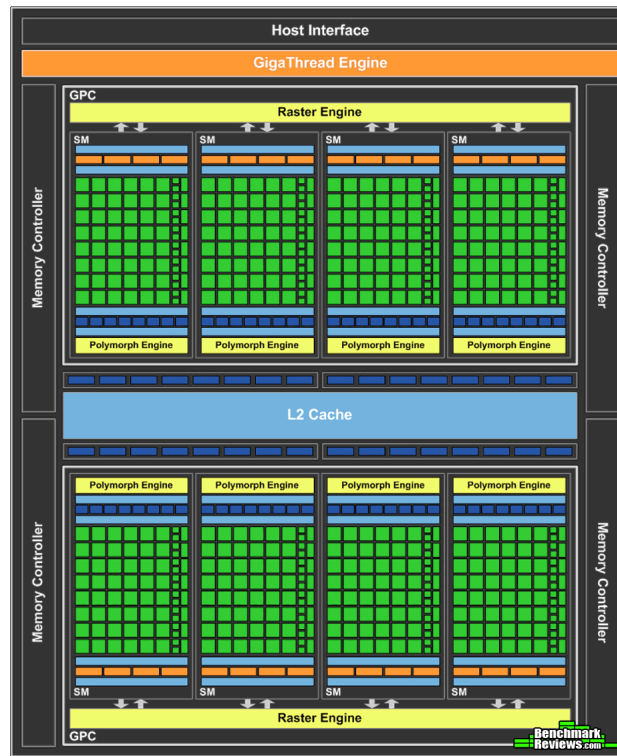 Host Interface
GigaThread Engine
GPC
Raster Engine
Memory Controller
Memory Controller
SM
SM
SM
SM
Polymorph Engine
Polymorph Engine
Polymorph Engine
Polymorph Engine
L2 Cache
Memory Controller
Memory Controller
Polymorph Engine
Polymorph Engine
Polymorph Engine
Polymorph Engine
SM
SM
SM
SM
Raster Engine
GPC
Benchmark
Reviews.com